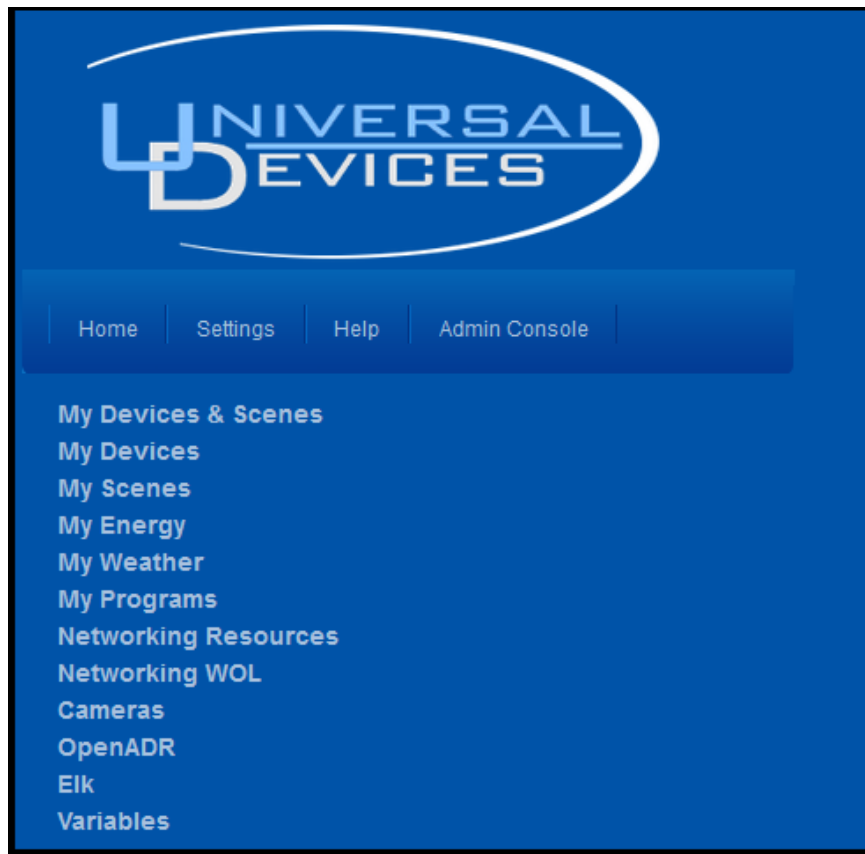 UNIVERSAL
DEVICES
Home Settings Help Admin Console
My Devices & Scenes
My Devices
My Scenes
My Energy
My Weather
My Programs
Networking Resources
Networking WOL
Cameras
OpenADR
Elk
Variables